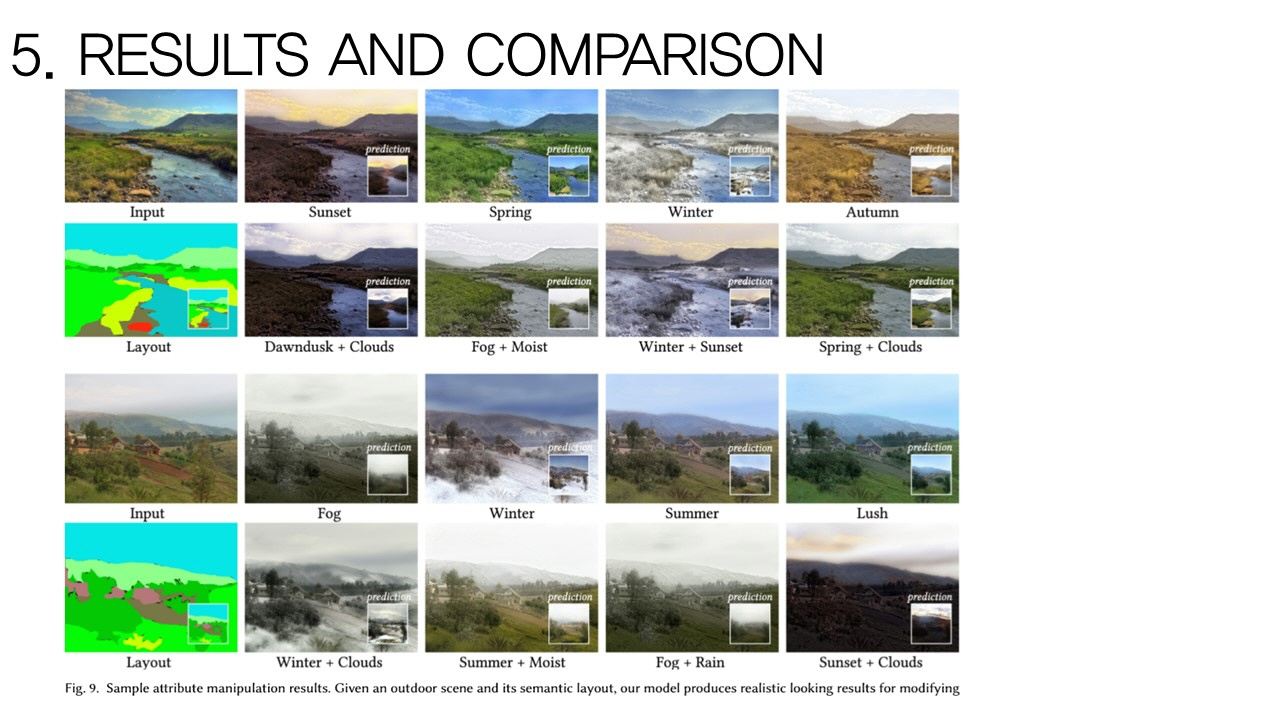 5. RESULTS AND COMPARISON
prediction prediction prediction prediction
Input Sunset Spring Winter Autumn
prediction prediction prediction prediction
Layout Dawndusk + Clouds Fog + Moist Winter + Sunset Spring + Clouds
prediction prediction prediction prediction
Input Fog Winter Summer Lush
prediction prediction prediction prediction
Layout Winter + Clouds Summer + Moist Fog + Rain Sunset + Clouds
Fig. 9. Sample attribute manipulation results. Given an outdoor scene and its semantic layout, our model produces realistic looking results for modifying